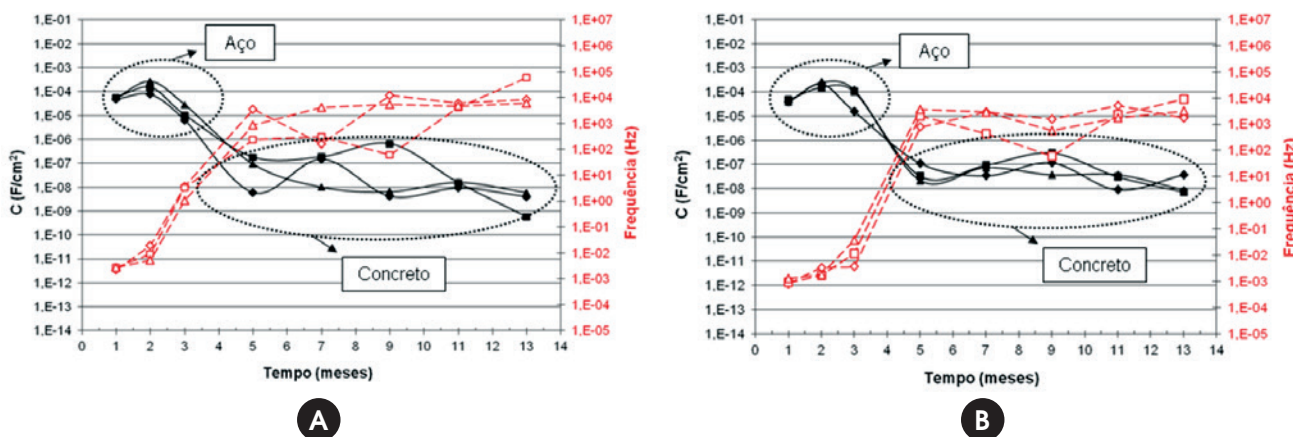 1,E-01
1,E-02
1,E-03
1,E-04
1,E-05
1,E-06
1,E-07
1,E-08
1,E-09
1,E-10
1,E-11
1,E-12
1,E-13
1,E-14
C (F/cm²)
Aço
Concreto
1,E+07
1,E+06
1,E+05
1,E+04
1,E+03
1,E+02
1,E+01
1,E+00
1,E-01
1,E-02
1,E-03
1,E-04
1,E-05
Frequência (Hz)
0 1 2 3 4 5 6 7 8 9 10 11 12 13 14
Tempo (meses)
A
1,E-01
1,E-02
1,E-03
1,E-04
1,E-05
1,E-06
1,E-07
1,E-08
1,E-09
1,E-10
1,E-11
1,E-12
1,E-13
1,E-14
C (F/cm²)
Aço
Concreto
1,E+07
1,E+06
1,E+05
1,E+04
1,E+03
1,E+02
1,E+01
1,E+00
1,E-01
1,E-02
1,E-03
1,E-04
1,E-05
Frequência (Hz)
0 1 2 3 4 5 6 7 8 9 10 11 12 13 14
Tempo (meses)
B